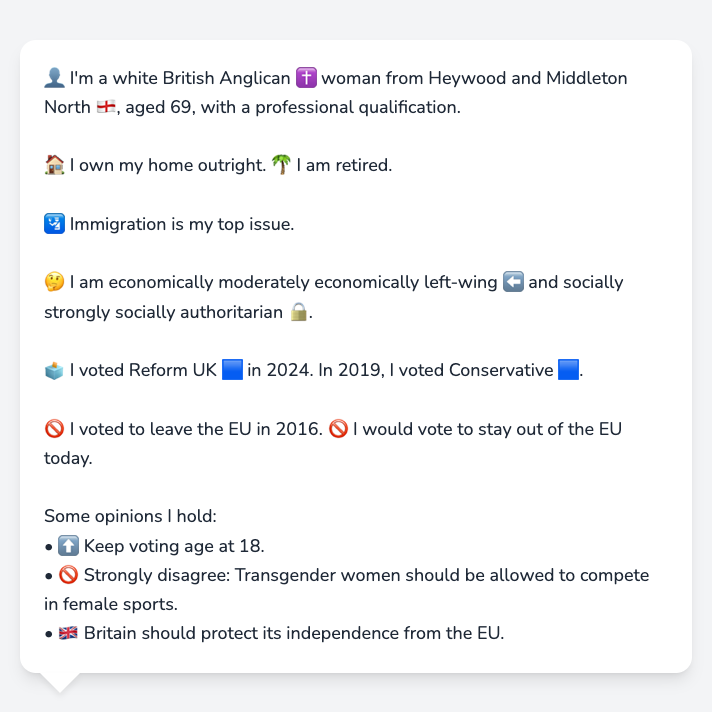 👤 I'm a white British Anglican ✝️ woman from Heywood and Middleton
North 🏴󠁧󠁢󠁥󠁮󠁧󠁿, aged 69, with a professional qualification.
🏠 I own my home outright. 🌴 I am retired.
🛂 Immigration is my top issue.
🤔 I am economically moderately economically left-wing ⬅️ and socially
strongly socially authoritarian 🔒.
🗳️ I voted Reform UK 🟦 in 2024. In 2019, I voted Conservative 🟦.
🚫 I voted to leave the EU in 2016. 🚫 I would vote to stay out of the EU
today.
Some opinions I hold:
• ⬆️ Keep voting age at 18.
• 🚫 Strongly disagree: Transgender women should be allowed to compete
in female sports.
• 🇬🇧 Britain should protect its independence from the EU.